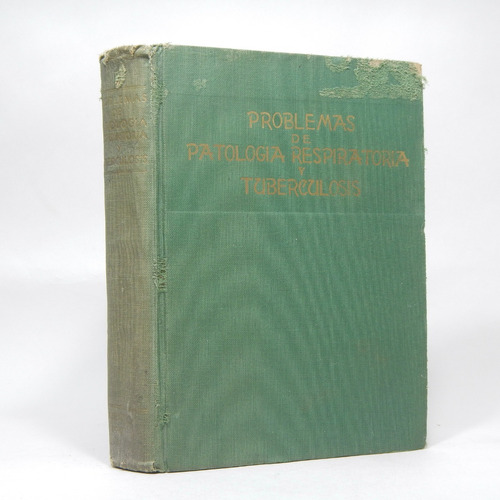 PROBLEMAS
DE
PATOLOGIA RESPIRATORIA
Y
TUBERCULOSIS